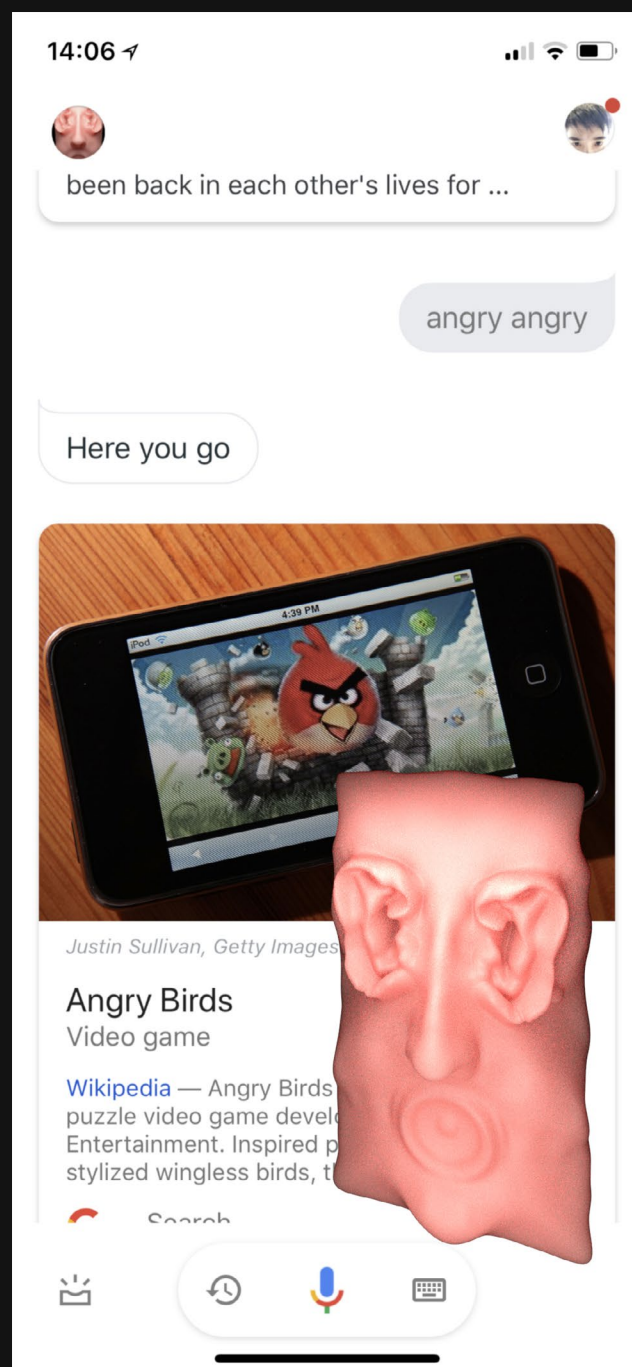 14:06
been back in each other's lives for ...
angry angry
Here you go
iPod
4:39 PM
Justin Sullivan, Getty Images
Angry Birds
Video game
Wikipedia — Angry Birds
puzzle video game devel
Entertainment. Inspired p
stylized wingless birds, t
Search